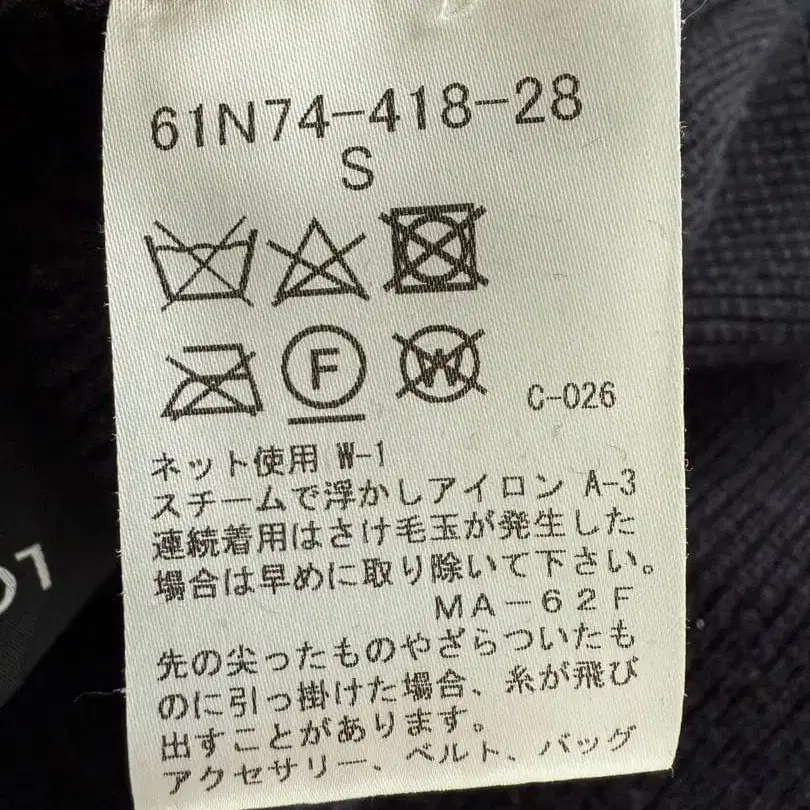 61N74-418-28
S
F
W
C-026
ネット使用 W-1
スチームで浮かしアイロン A-3
連続着用はさけ毛玉が発生した
場合は早めに取り除いて下さい。
MA-62F
先の尖ったものやざらついたも
のに引っ掛けた場合、糸が飛び
出すことがあります。
アクセサリー、ベルト、バッグ